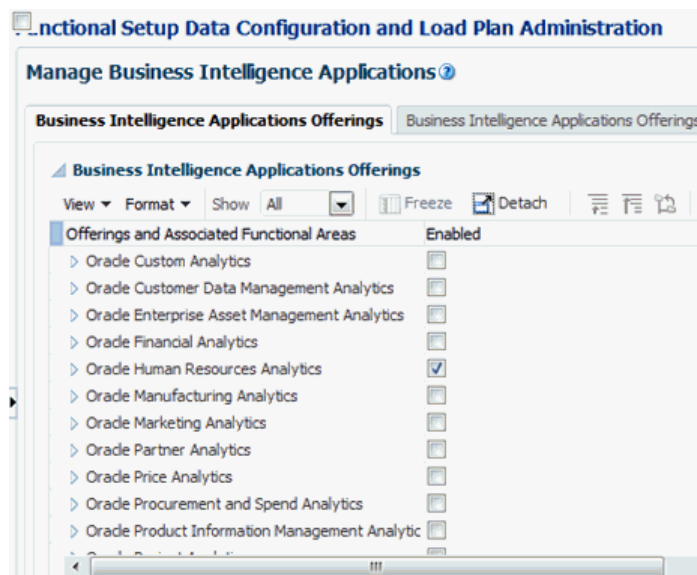 nctional Setup Data Configuration and Load Plan Administration
Manage Business Intelligence Applications
Business Intelligence Applications Offerings Business Intelligence Applications Offerings
Business Intelligence Applications Offerings
View Format Show All Freeze Detach
Offerings and Associated Functional Areas Enabled
Oracle Custom Analytics
Oracle Customer Data Management Analytics
Oracle Enterprise Asset Management Analytics
Oracle Financial Analytics
Oracle Human Resources Analytics
Oracle Manufacturing Analytics
Oracle Marketing Analytics
Oracle Partner Analytics
Oracle Price Analytics
Oracle Procurement and Spend Analytics
Oracle Product Information Management Analytic